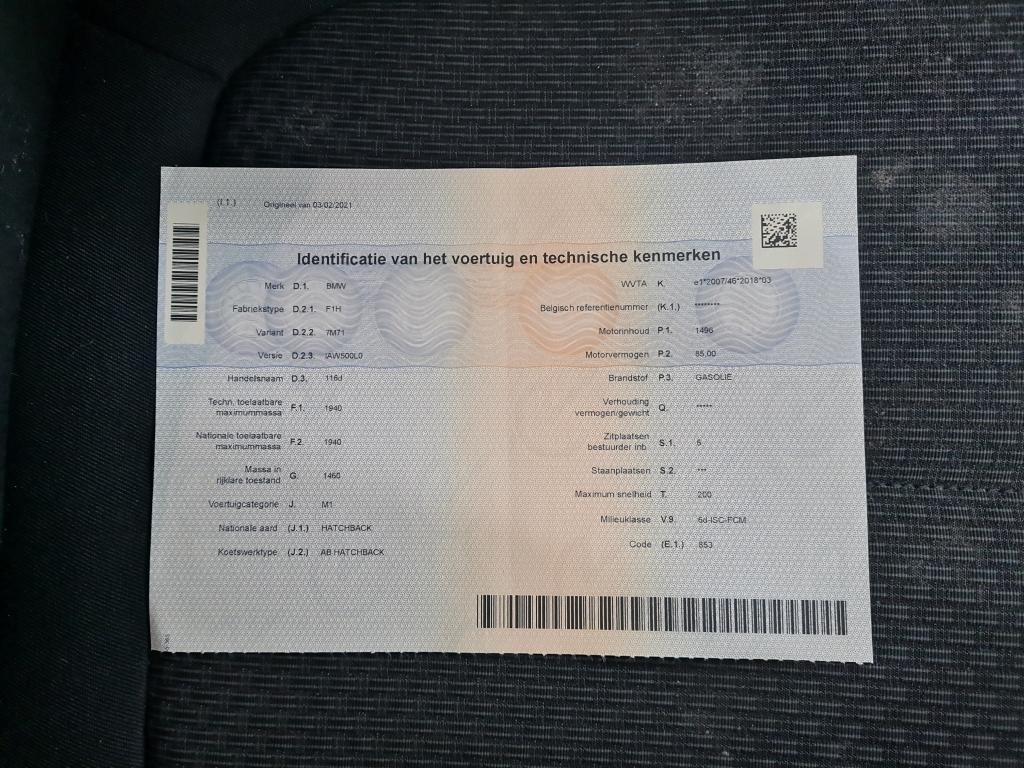 (I.1.) Origineel van 03/02/2021
Identificatie van het voertuig en technische kenmerken
Merk D.1. BMW
Fabriekstype D.2.1. F1H
Variant D.2.2. 7M71
Versie D.2.3. IAW500L0
Handelsnaam D.3. 116d
Techn. toelaatbare
maximummassa F.1. 1940
Nationale toelaatbare
maximummassa F.2. 1940
Massa in
rijklare toestand G. 1460
Voertuigcategorie J. M1
Nationale aard (J.1.) HATCHBACK
Koetswerktype (J.2.) AB HATCHBACK
WVTA K. e1*2007/46*2018*03
Belgisch referentienummer (K.1.) ********
Motorinhoud P.1. 1496
Motorvermogen P.2. 85,00
Brandstof P.3. GASOLIE
Verhouding
vermogen/gewicht Q. *****
Zitplaatsen
bestuurder inb. S.1. 5
Staanplaatsen S.2. ***
Maximum snelheid T. 200
Milieuklasse V.9. 6d-ISC-FCM
Code (E.1.) 853